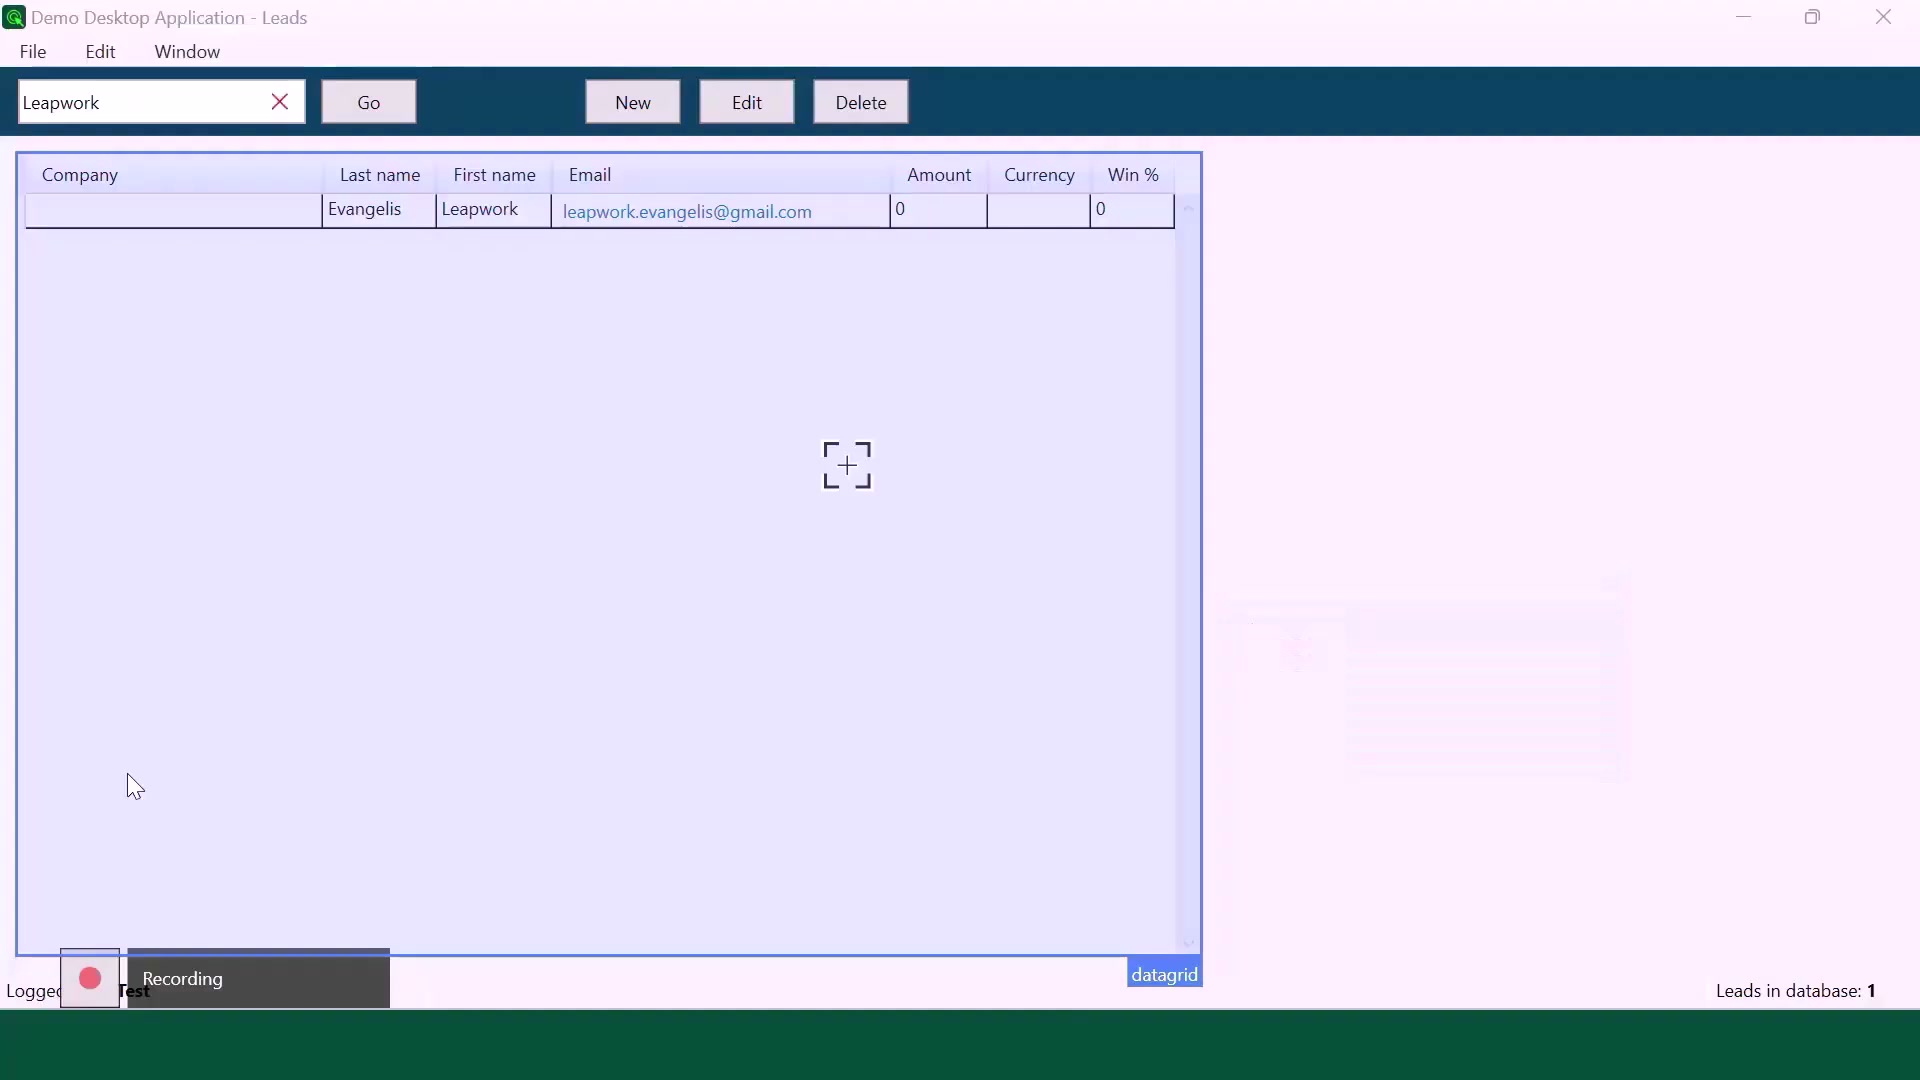 Demo Desktop Application - Leads
File Edit Window
Leapwork Go New Edit Delete
Company Last name First name Email Amount Currency Win %
Evangelis Leapwork leapwork.evangelis@gmail.com 0 0
Recording
datagrid
Logged Test
Leads in database: 1